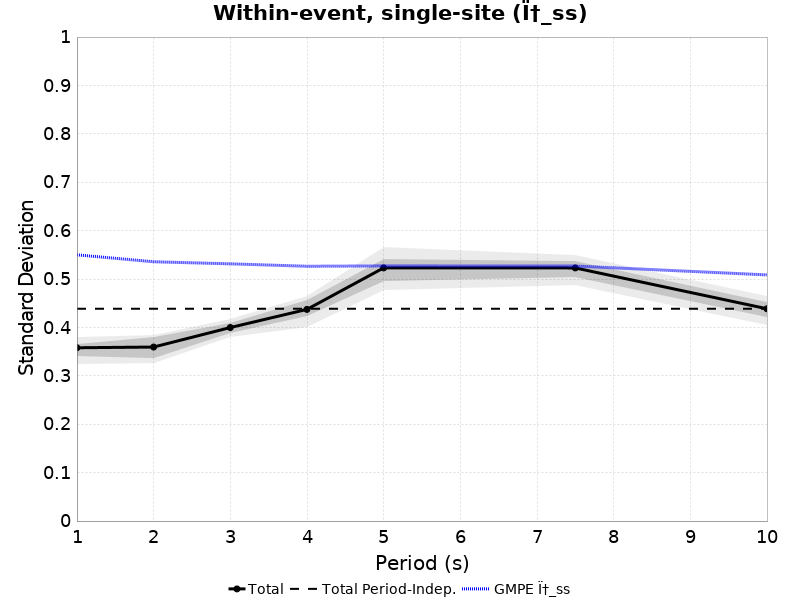 Within-event, single-site (Ï†_ss)
1
0.9
0.8
0.7
0.6
0.5
0.4
0.3
0.2
0.1
0
Standard Deviation
1 2 3 4 5 6 7 8 9 10
Period (s)
Total Total Period-Indep. GMPE Ï†_ss